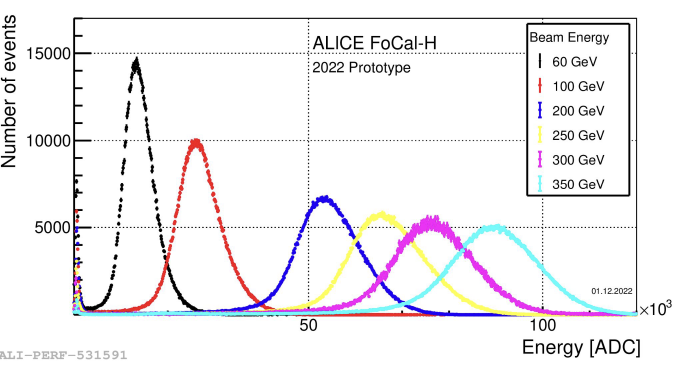 Number of events
15000
10000
5000
ALICE FoCal-H
2022 Prototype
Beam Energy
60 GeV
100 GeV
200 GeV
250 GeV
300 GeV
350 GeV
01.12.2022
50
100
×10³
Energy [ADC]
ALI-PERF-531591